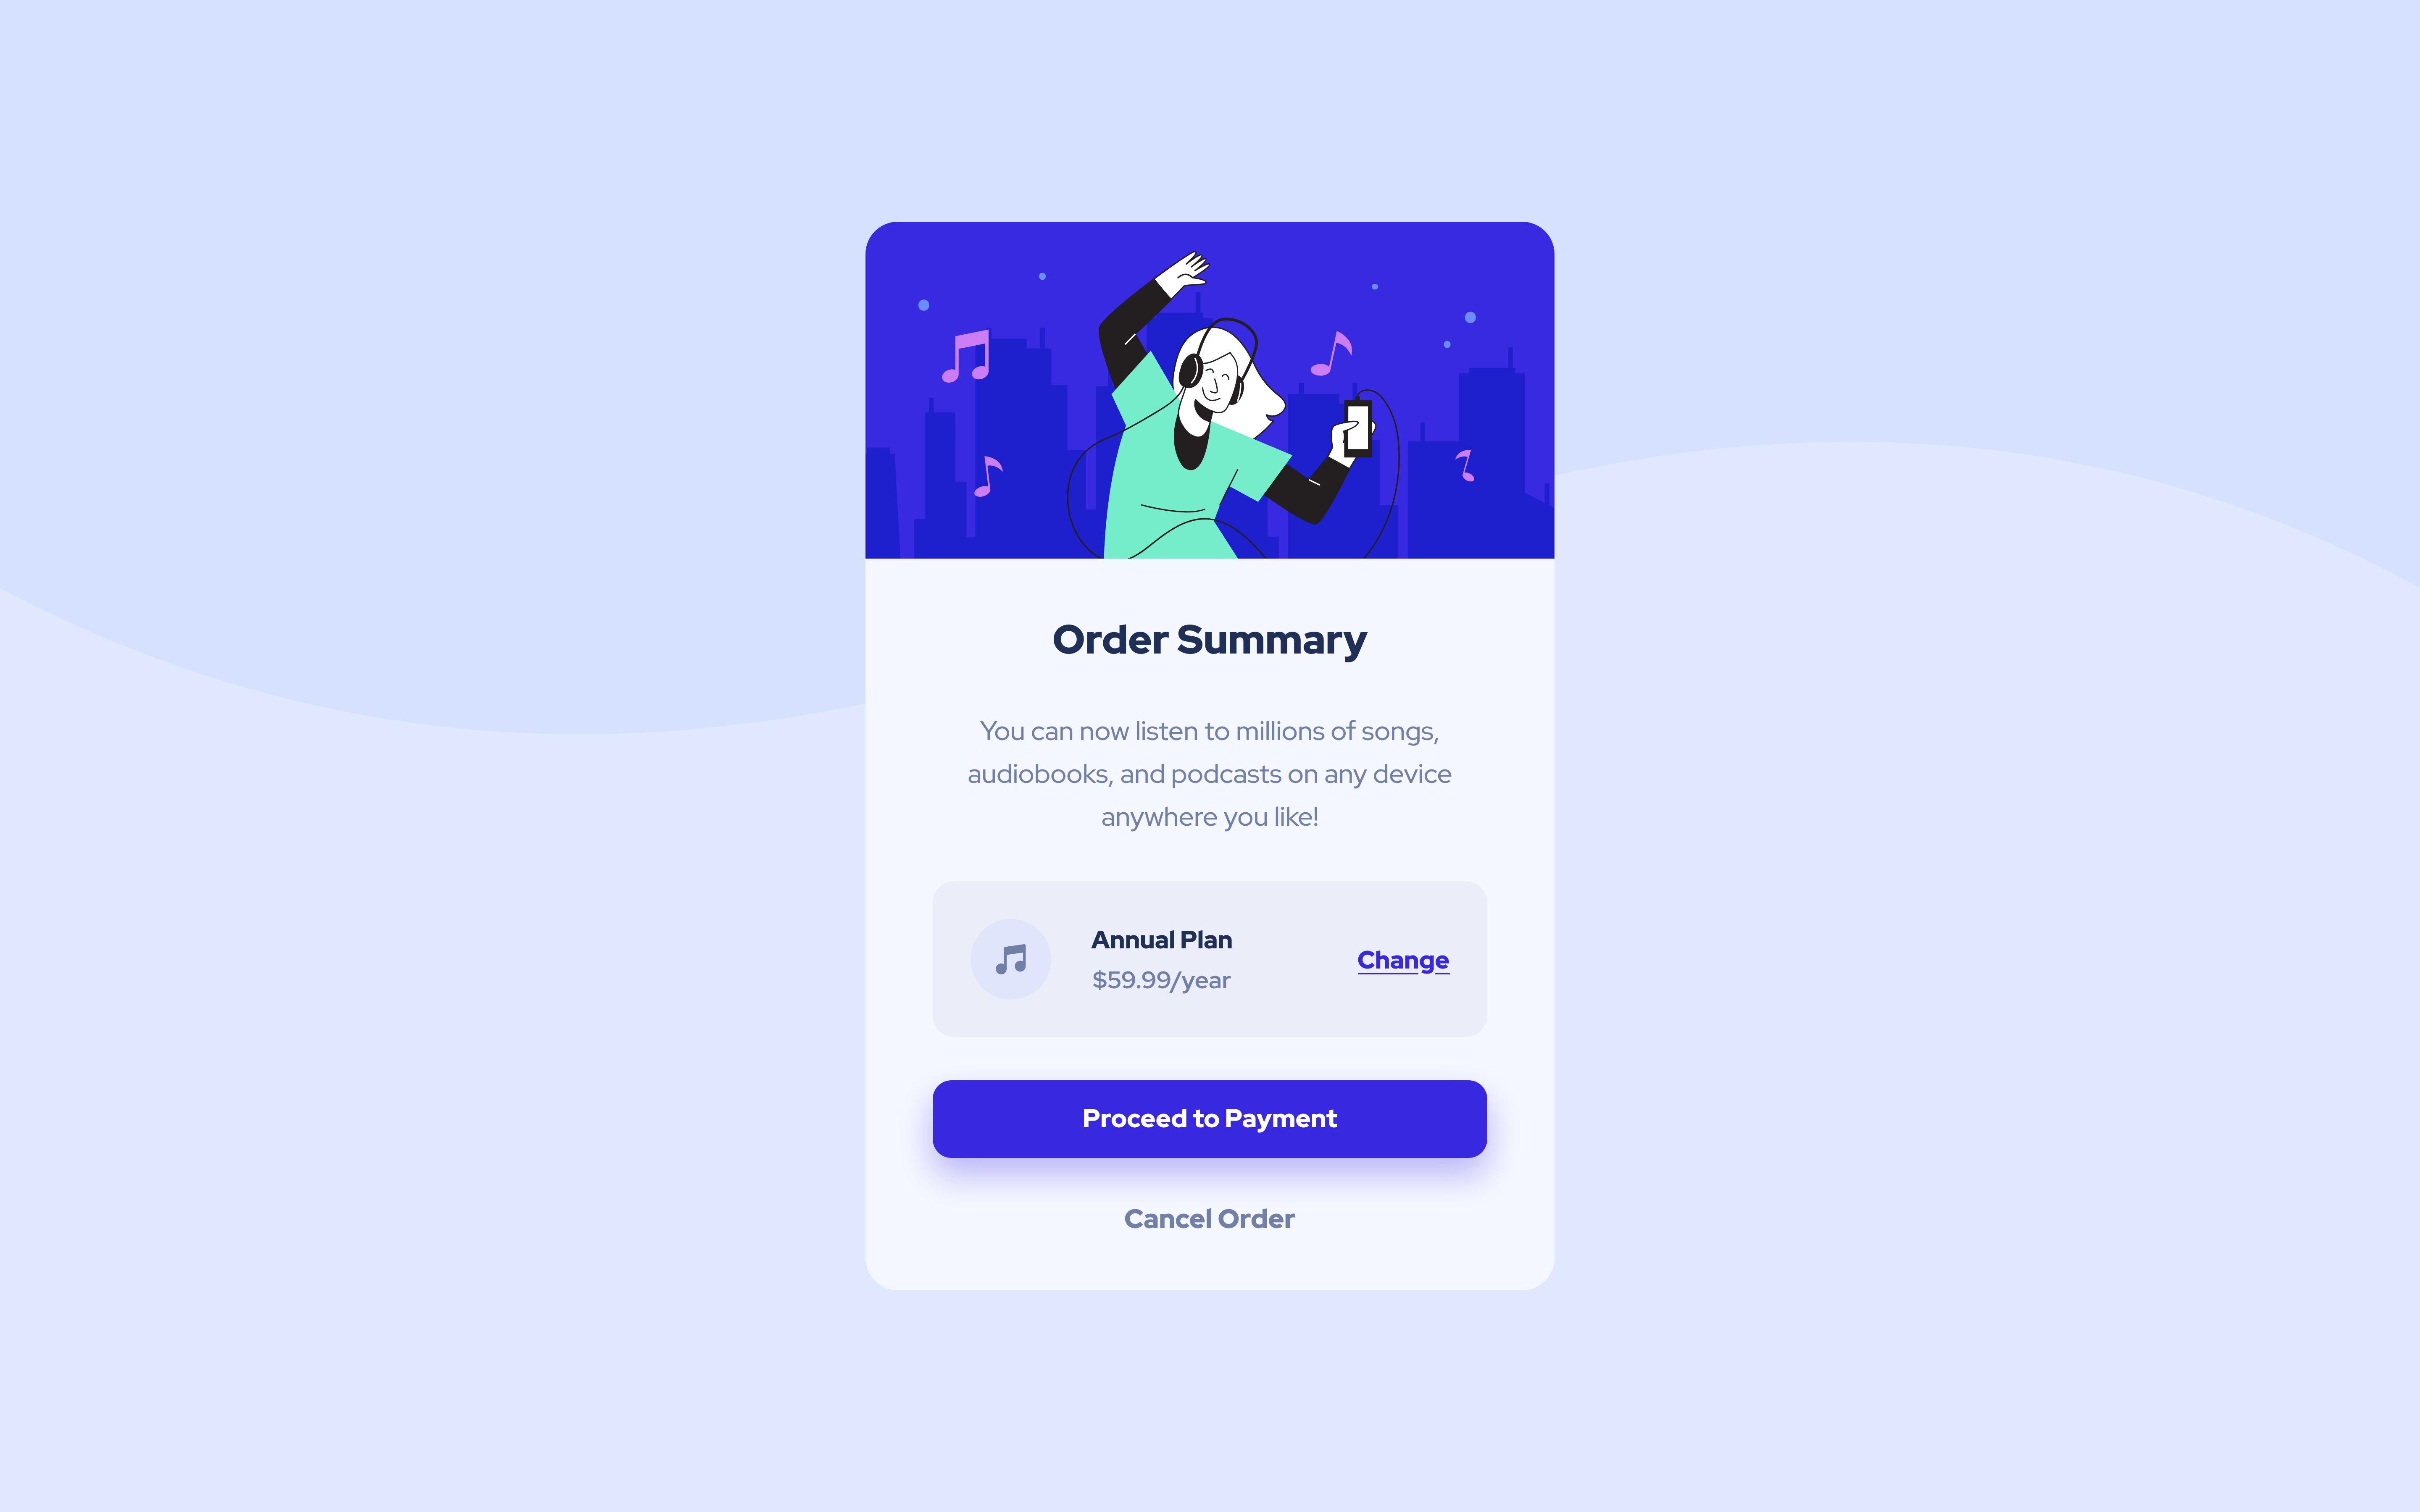 Order Summary
You can now listen to millions of songs,
audiobooks, and podcasts on any device
anywhere you like!
Annual Plan
$59.99/year
Change
Proceed to Payment
Cancel Order